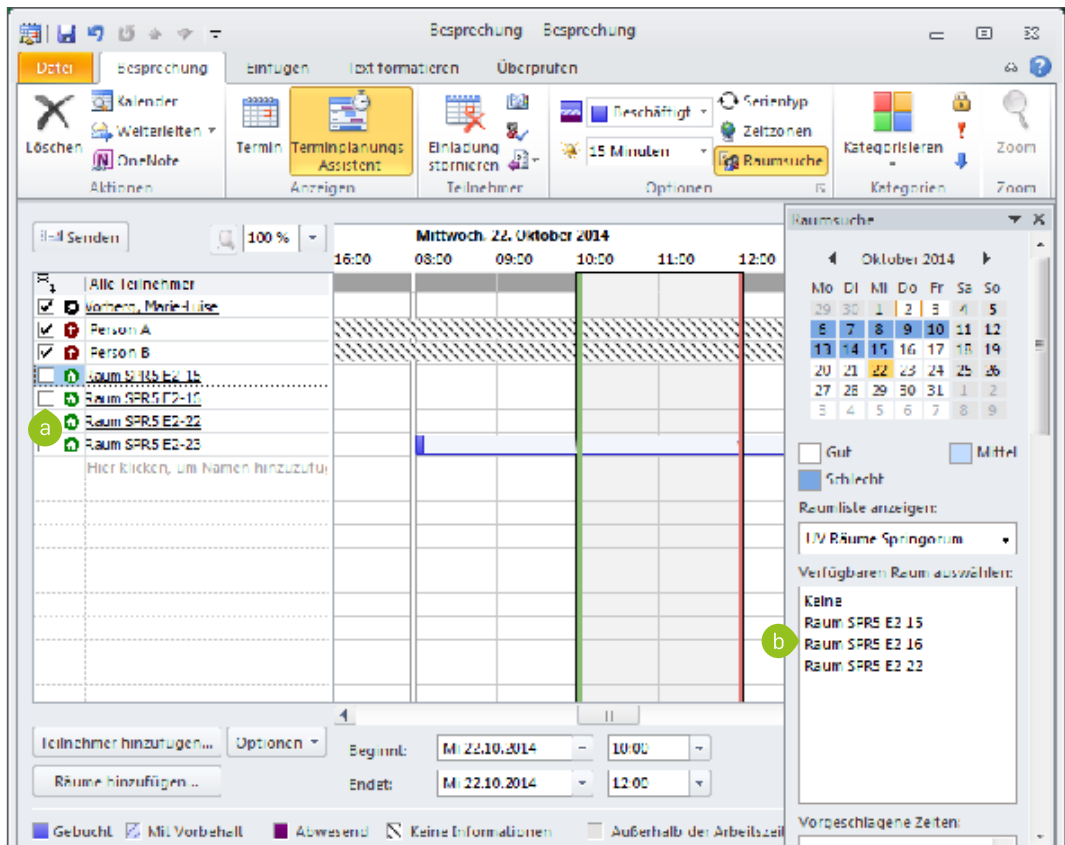 Besprechung Besprechung
Datei Besprechung Einfügen Text formatieren Überprüfen
Löschen
Kalender
Weiterleiten
OneNote
Aktionen
Termin
Terminplanungs
Assistent
Anzeigen
Einladung
stornieren
Teilnehmer
Beschäftigt
15 Minuten
Serientyp
Zeitzonen
Raumsuche
Optionen
Kategorisieren
Kategorien
Zoom
Zoom
Senden
100 %
Mittwoch, 22. Oktober 2014
16:00 08:00 09:00 10:00 11:00 12:00
Alle Teilnehmer
Person A
Person B
Raum SPR5 E2-15
Raum SPR5 E2-16
a
Raum SPR5 E2-22
Raum SPR5 E2-23
Hier klicken, um Namen hinzuzufü
Teilnehmer hinzufügen... Optionen
Räume hinzufügen...
Beginnt: Mi 22.10.2014 10:00
Endet: Mi 22.10.2014 12:00
Gebucht Mit Vorbehalt Abwesend Keine Informationen Außerhalb der Arbeitszeit
Raumsuche
Oktober 2014
Mo Di Mi Do Fr Sa So
29 30 1 2 3 4 5
6 7 8 9 10 11 12
13 14 15 16 17 18 19
20 21 22 23 24 25 26
27 28 29 30 31 1 2
3 4 5 6 7 8 9
Gut Mittel
Schlecht
Raumliste anzeigen:
UV Räume Springorum
Verfügbaren Raum auswählen:
Keine
Raum SPR5 E2 15
b
Raum SPR5 E2 16
Raum SPR5 E2 22
Vorgeschlagene Zeiten: